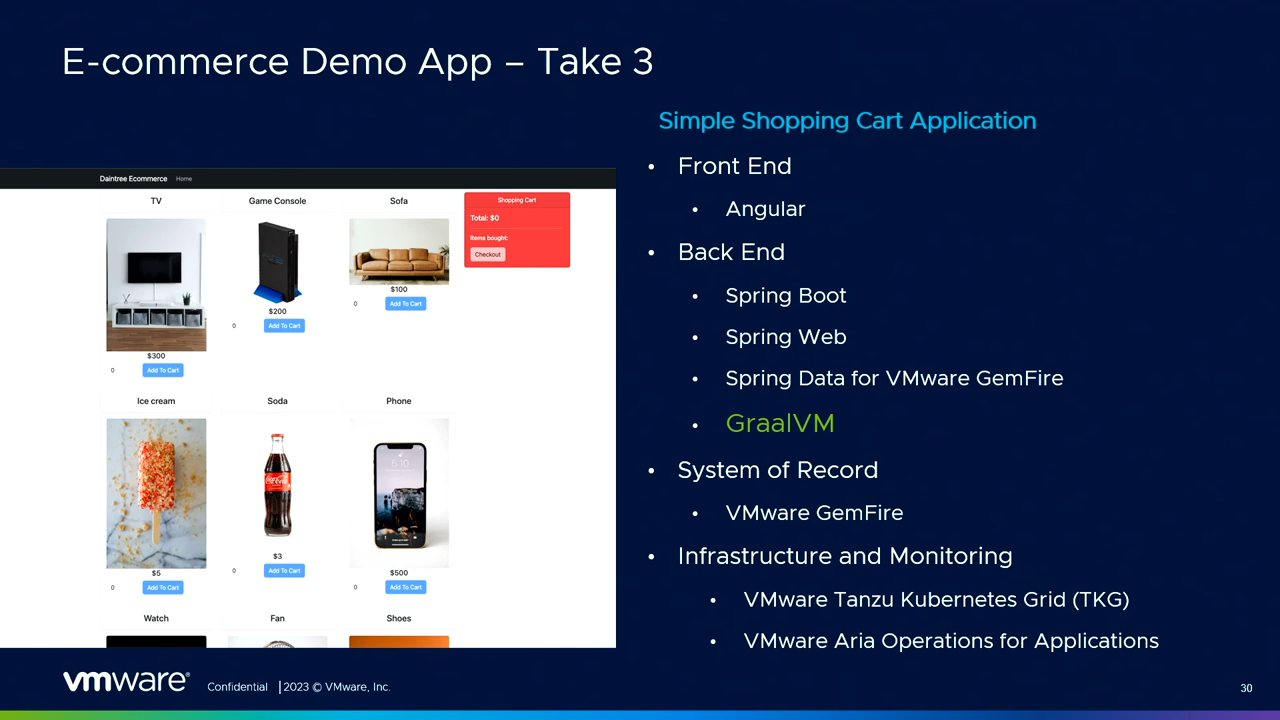 E-commerce Demo App – Take 3
Simple Shopping Cart Application
• Front End
• Angular
• Back End
• Spring Boot
• Spring Web
• Spring Data for VMware GemFire
• GraalVM
• System of Record
• VMware GemFire
• Infrastructure and Monitoring
• VMware Tanzu Kubernetes Grid (TKG)
• VMware Aria Operations for Applications
Daintree Ecommerce Home
TV Game Console Sofa
Shopping Cart
Total: $0
Items bought:
Checkout
$100
0 Add To Cart
$200
0 Add To Cart
$300
0 Add To Cart
Ice cream Soda Phone
5:10
Coca-Cola
$3
0 Add To Cart
$5 $500
0 Add To Cart 0 Add To Cart
Watch Fan Shoes
vmware® Confidential | 2023 © VMware, Inc. 30